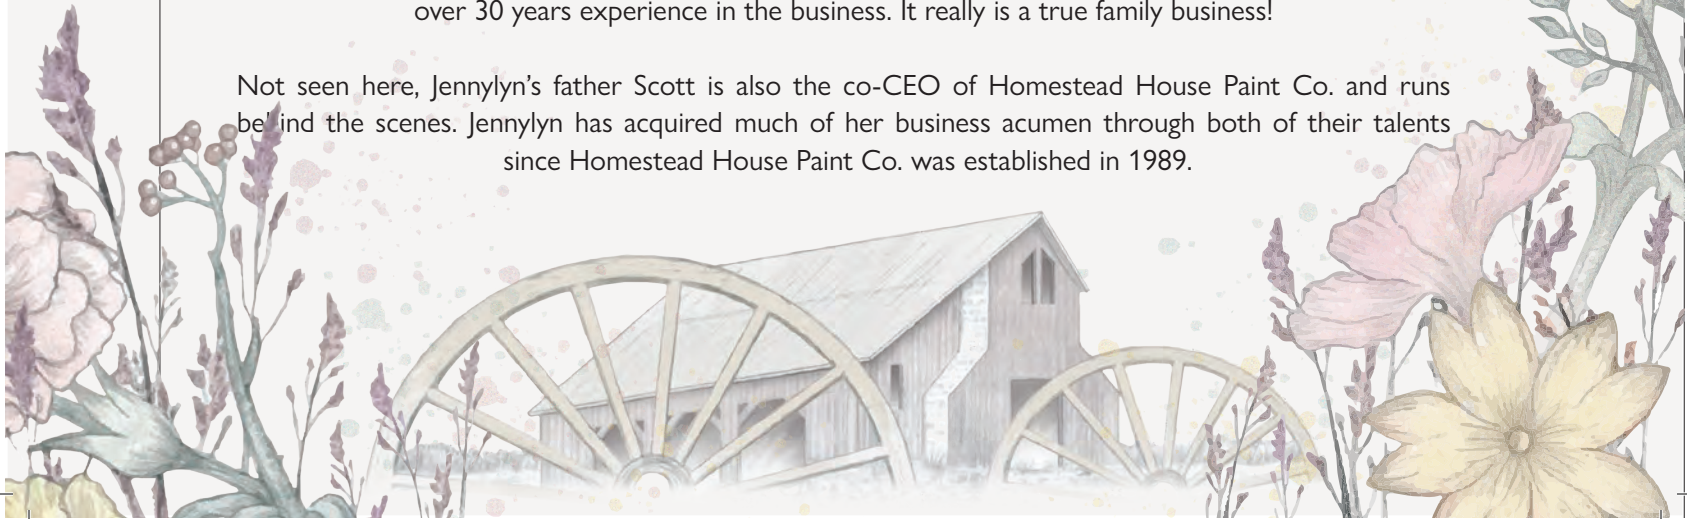 over 30 years experience in the business. It really is a true family business!
Not seen here, Jennylyn’s father Scott is also the co-CEO of Homestead House Paint Co. and runs
behind the scenes. Jennylyn has acquired much of her business acumen through both of their talents
since Homestead House Paint Co. was established in 1989.